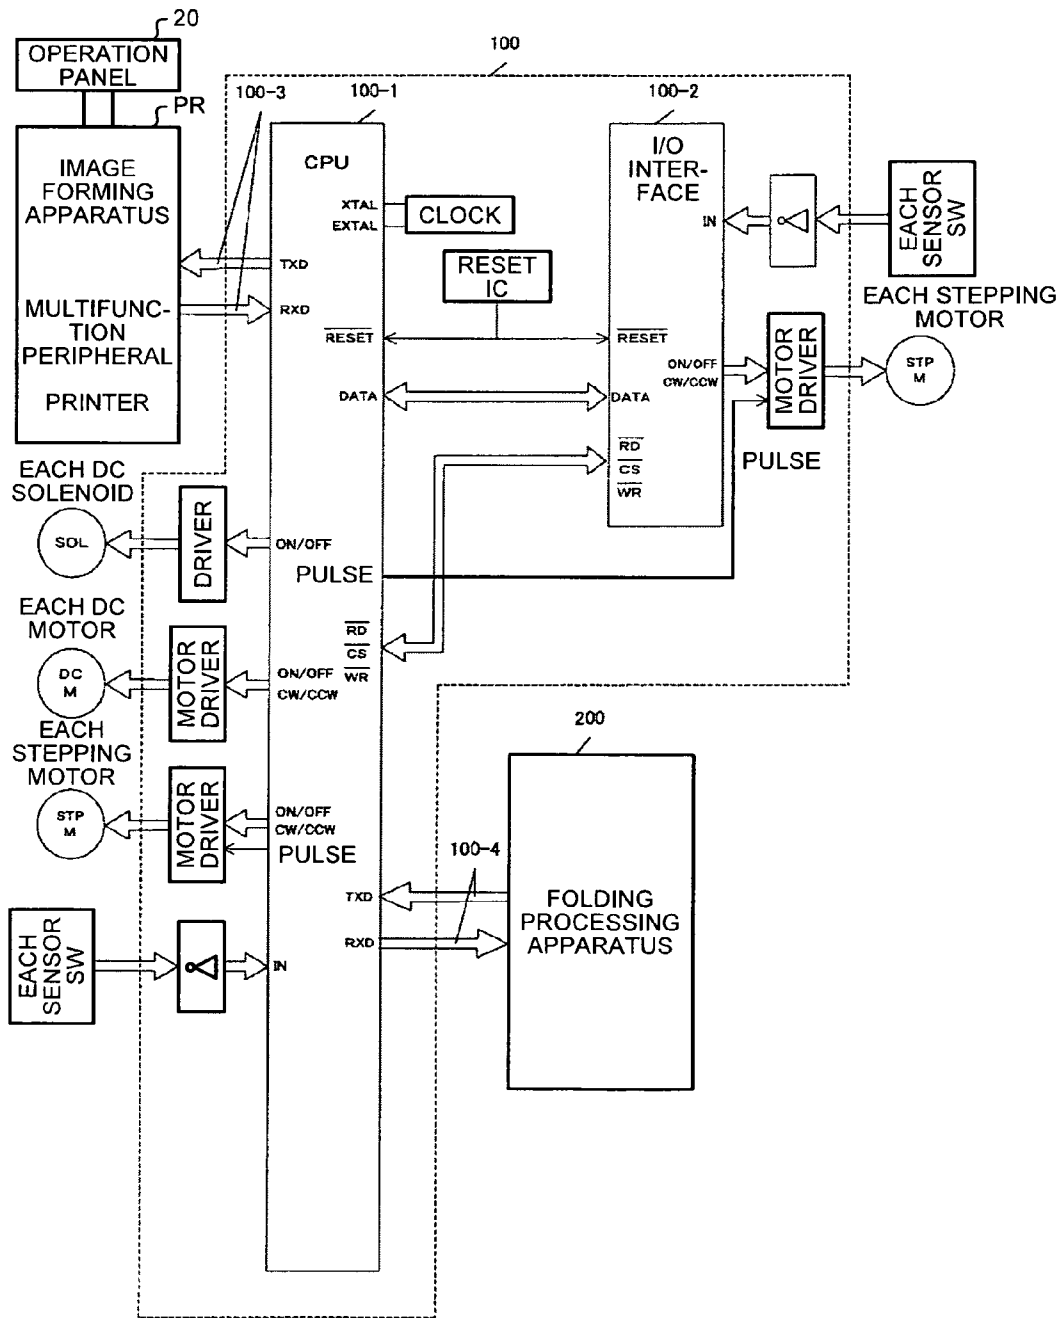 20
OPERATION
PANEL
PR
IMAGE
FORMING
APPARATUS
MULTIFUNC-
TION
PERIPHERAL
PRINTER
100
100-3
100-1
100-2
CPU
XTAL
EXTAL
CLOCK
TXD
RXD
RESET
IC
RESET
DATA
I/O
INTER-
FACE
IN
RESET
ON/OFF
CW/CCW
DATA
RD
CS
WR
EACH
SENSOR
SW
EACH STEPPING
MOTOR
MOTOR
DRIVER
STP
M
PULSE
EACH DC
SOLENOID
SOL
DRIVER
ON/OFF
PULSE
EACH DC
MOTOR
DC
M
MOTOR
DRIVER
RD
CS
WR
ON/OFF
CW/CCW
EACH
STEPPING
MOTOR
STP
M
MOTOR
DRIVER
ON/OFF
CW/CCW
PULSE
200
100-4
TXD
RXD
FOLDING
PROCESSING
APPARATUS
EACH
SENSOR
SW
IN